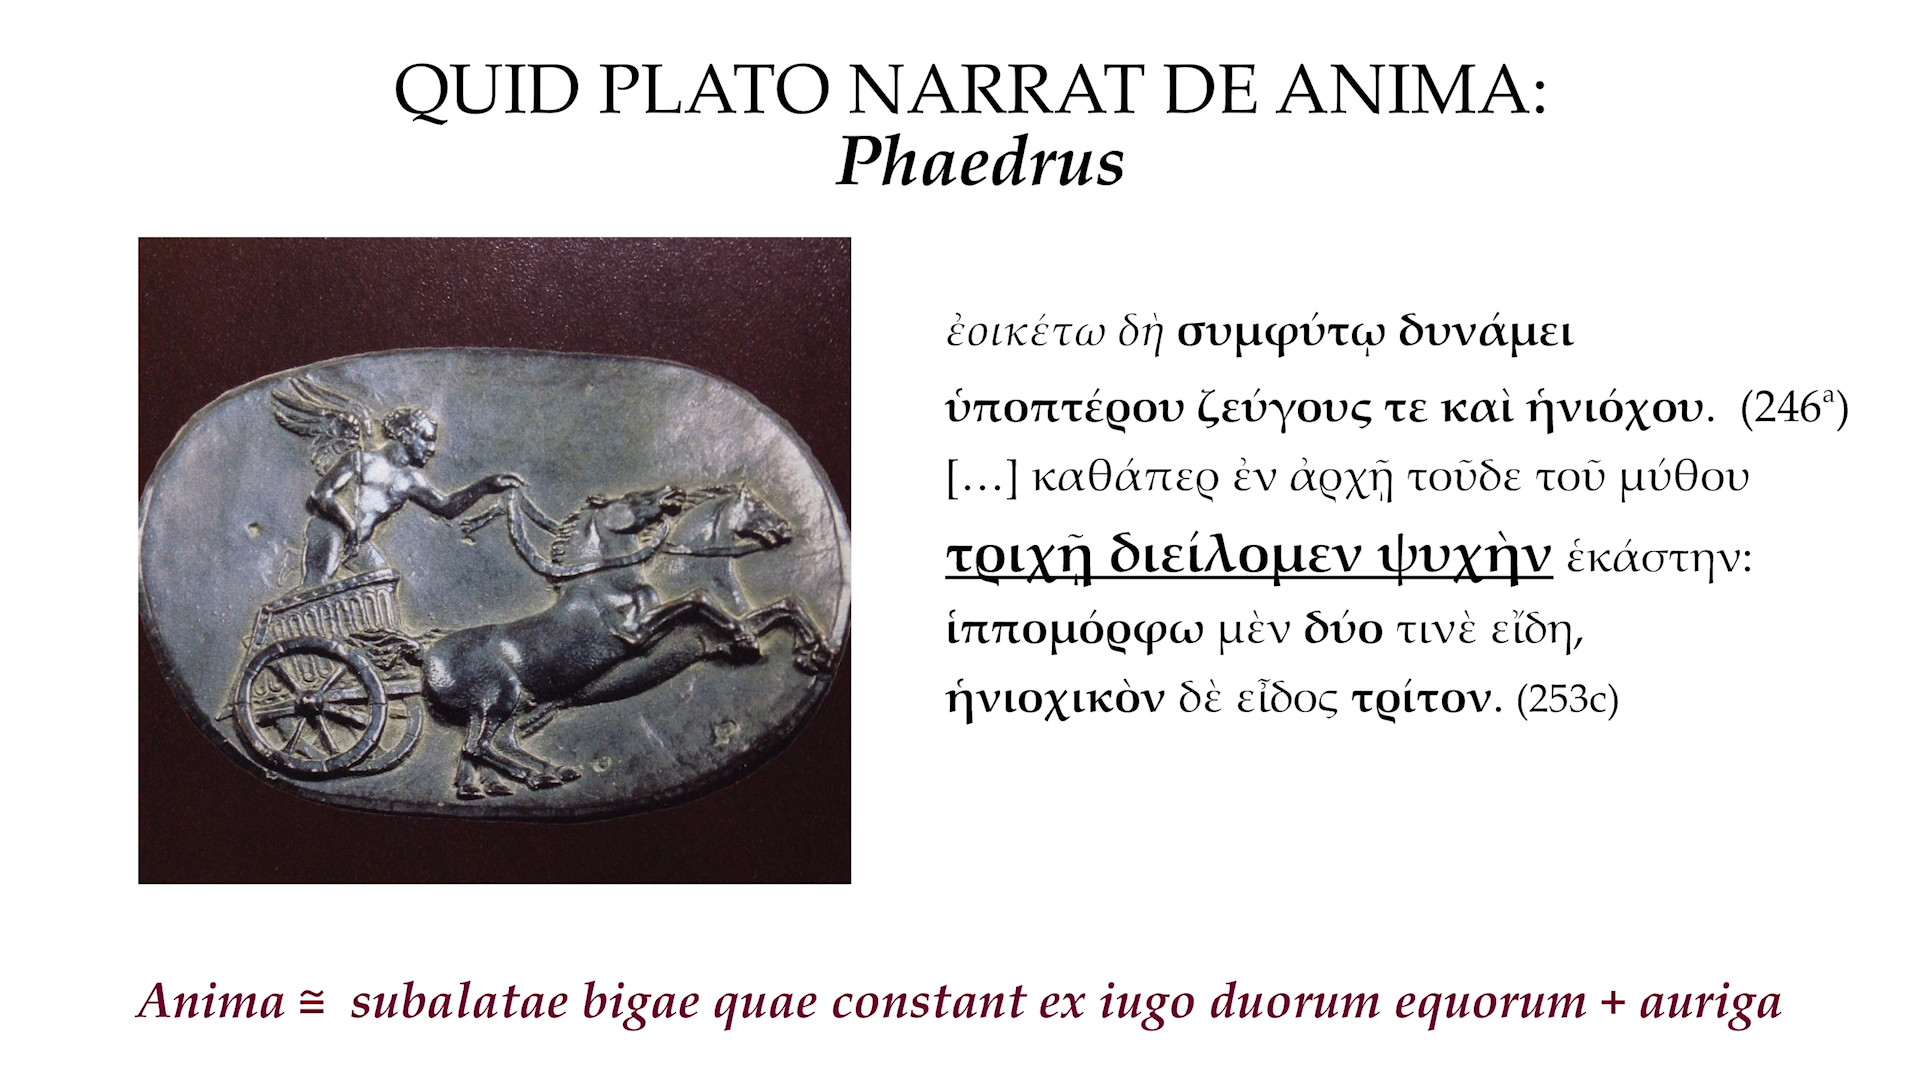 QUID PLATO NARRAT DE ANIMA:
Phaedrus
ἐοικέτω δὴ συμφύτῳ δυνάμει
ὑποπτέρου ζεύγους τε καὶ ἡνιόχου. (246ª)
[…] καθάπερ ἐν ἀρχῇ τοῦδε τοῦ μύθου
τριχῇ διείλομεν ψυχὴν ἑκάστην:
ἱππομόρφω μὲν δύο τινὲ εἴδη,
ἡνιοχικὸν δὲ εἶδος τρίτον. (253c)
Anima ≅ subalatae bigae quae constant ex iugo duorum equorum + auriga